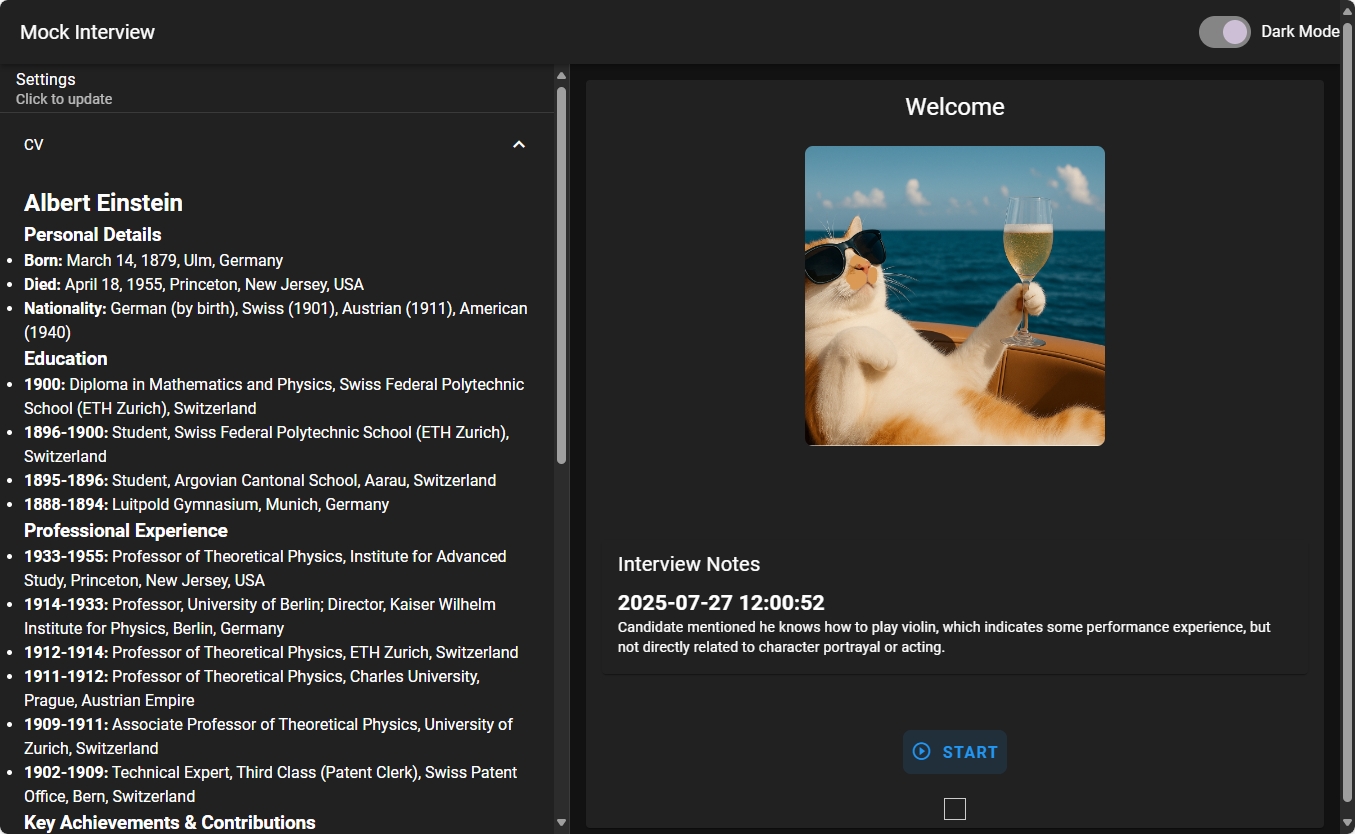 Mock Interview
Dark Mode
Settings
Click to update
CV
Albert Einstein
Personal Details
Born: March 14, 1879, Ulm, Germany
Died: April 18, 1955, Princeton, New Jersey, USA
Nationality: German (by birth), Swiss (1901), Austrian (1911), American
(1940)
Education
1900: Diploma in Mathematics and Physics, Swiss Federal Polytechnic
School (ETH Zurich), Switzerland
1896-1900: Student, Swiss Federal Polytechnic School (ETH Zurich),
Switzerland
1895-1896: Student, Argovian Cantonal School, Aarau, Switzerland
1888-1894: Luitpold Gymnasium, Munich, Germany
Professional Experience
1933-1955: Professor of Theoretical Physics, Institute for Advanced
Study, Princeton, New Jersey, USA
1914-1933: Professor, University of Berlin; Director, Kaiser Wilhelm
Institute for Physics, Berlin, Germany
1912-1914: Professor of Theoretical Physics, ETH Zurich, Switzerland
1911-1912: Professor of Theoretical Physics, Charles University,
Prague, Austrian Empire
1909-1911: Associate Professor of Theoretical Physics, University of
Zurich, Switzerland
1902-1909: Technical Expert, Third Class (Patent Clerk), Swiss Patent
Office, Bern, Switzerland
Key Achievements & Contributions
Welcome
Interview Notes
2025-07-27 12:00:52
Candidate mentioned he knows how to play violin, which indicates some performance experience, but
not directly related to character portrayal or acting.
START